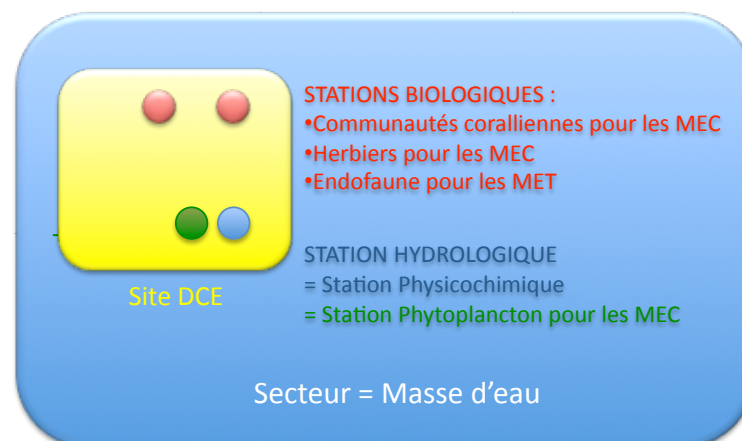 STATIONS BIOLOGIQUES :
•Communautés coralliennes pour les MEC
•Herbiers pour les MEC
•Endofaune pour les MET
STATION HYDROLOGIQUE
= Station Physicochimique
= Station Phytoplancton pour les MEC
Site DCE
Secteur = Masse d’eau